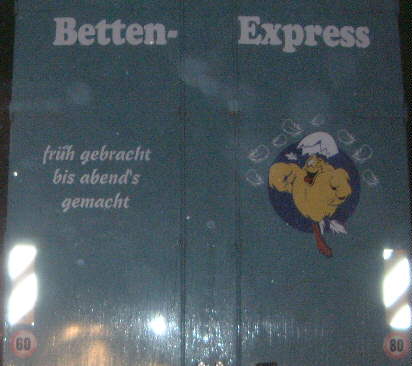 Betten- Express
früh gebracht
bis abend's
gemacht
60 80